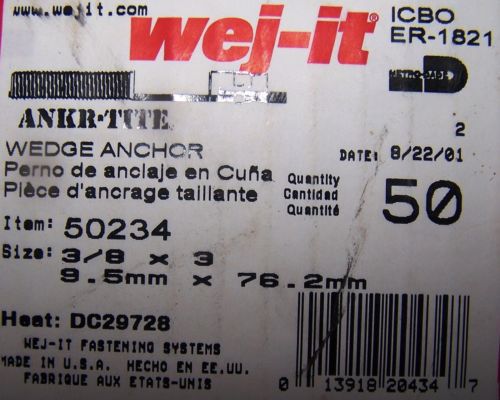 www.wejit.com
wej-it®
ICBO
ER-1821
METRO-DADE
ANKR-TITE
2
WEDGE ANCHOR
DATE: 8/22/01
Perno de anclaje en Cuña
Pièce d'ancrage taillante
Quantity
Cantidad
Quantité
50
Item: 50234
Size: 3/8 x 3
9.5mm x 76.2mm
Heat: DC29728
WEJ-IT FASTENING SYSTEMS
MADE IN U.S.A. HECHO EN EE.UU.
FABRIQUE AUX ETATS-UNIS
0 13918 20434 7